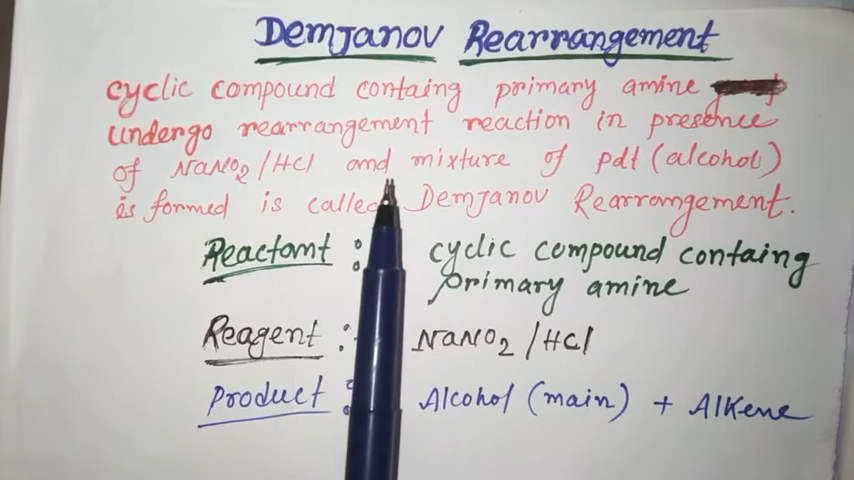 Demjanov Rearrangement
cyclic compound containg primary amine
undergo rearrangement reaction in presence
of NaNO2/HCl and mixture of pdt (alcohol)
is formed is called Demjanov Rearrangement.
Reactant : cyclic compound containg
primary amine
Reagent : NaNO2/HCl
Product : Alcohol (main) + Alkene